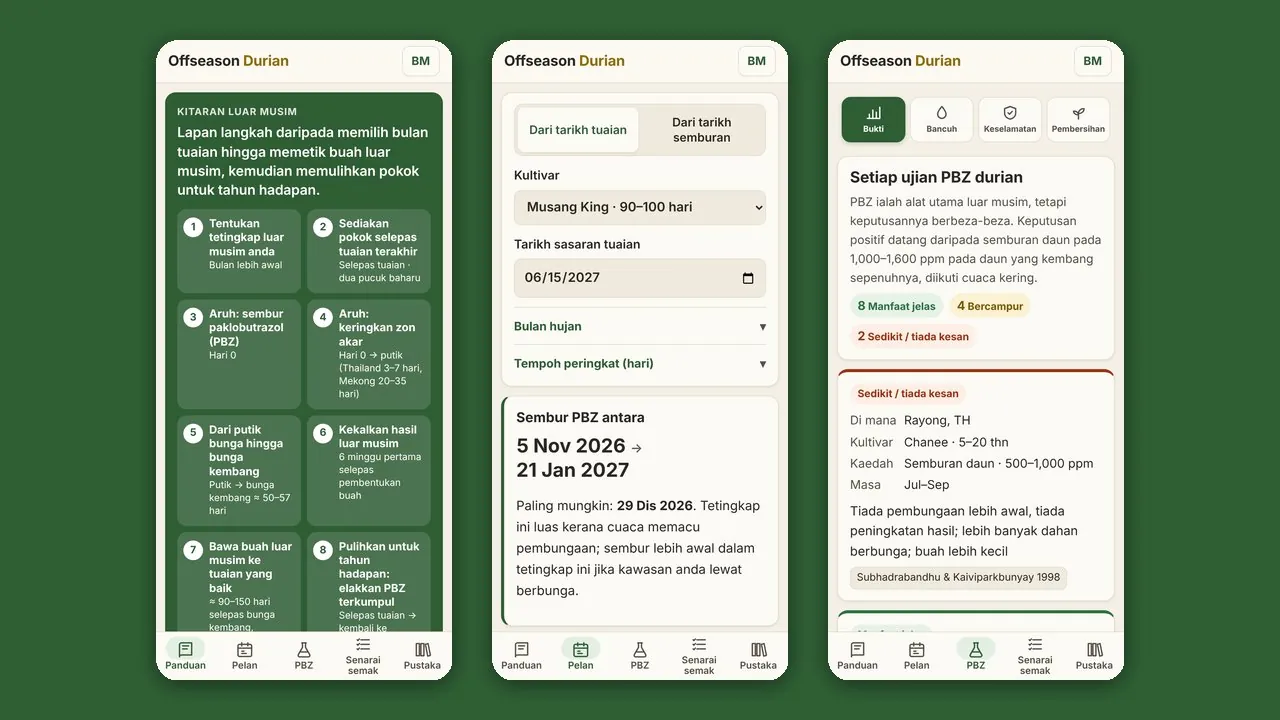 Offseason Durian
BM
KITARAN LUAR MUSIM
Lapan langkah daripada memilih bulan
tuaian hingga memetik buah luar
musim, kemudian memulihkan pokok
untuk tahun hadapan.
1
Tentukan
tetingkap luar
musim anda
Bulan lebih awal
2
Sediakan
pokok selepas
tuaian terakhir
Selepas tuaian ·
dua pucuk baharu
3
Aruh: sembur
paklobutrazol
(PBZ)
Hari 0
4
Aruh:
keringkan zon
akar
Hari 0 → putik
(Thailand 3–7 hari,
Mekong 20–35
hari)
5
Dari putik
bunga hingga
bunga
kembang
Putik → bunga
kembang ≈ 50–57
hari
6
Kekalkan hasil
luar musim
6 minggu pertama
selepas
pembentukan
buah
7
Bawa buah luar
musim ke
tuaian yang
baik
≈ 90–150 hari
selepas bunga
kembang,
8
Pulihkan untuk
tahun
hadapan:
elakkan PBZ
terkumpul
Selepas tuaian →
kembali ke
Panduan
Pelan
PBZ
Senarai
semak
Pustaka
Offseason Durian
BM
Dari tarikh tuaian
Dari tarikh
semburan
Kultivar
Musang King · 90–100 hari
Tarikh sasaran tuaian
06/15/2027
Bulan hujan
Tempoh peringkat (hari)
Sembur PBZ antara
5 Nov 2026 →
21 Jan 2027
Paling mungkin: 29 Dis 2026. Tetingkap
ini luas kerana cuaca memacu
pembungaan; sembur lebih awal dalam
tetingkap ini jika kawasan anda lewat
berbunga.
Panduan
Pelan
PBZ
Senarai
semak
Pustaka
Offseason Durian
BM
Bukti
Bancuh
Keselamatan
Pembersihan
Setiap ujian PBZ durian
PBZ ialah alat utama luar musim, tetapi
keputusannya berbeza-beza. Keputusan
positif datang daripada semburan daun pada
1,000–1,600 ppm pada daun yang kembang
sepenuhnya, diikuti cuaca kering.
8 Manfaat jelas
4 Bercampur
2 Sedikit / tiada kesan
Sedikit / tiada kesan
Di mana Rayong, TH
Kultivar Chanee · 5–20 thn
Kaedah Semburan daun · 500–1,000 ppm
Masa Jul–Sep
Tiada pembungaan lebih awal, tiada
peningkatan hasil; lebih banyak dahan
berbunga; buah lebih kecil
Subhadrabandhu & Kaiviparkbunyay 1998
Panduan
Pelan
PBZ
Senarai
semak
Pustaka